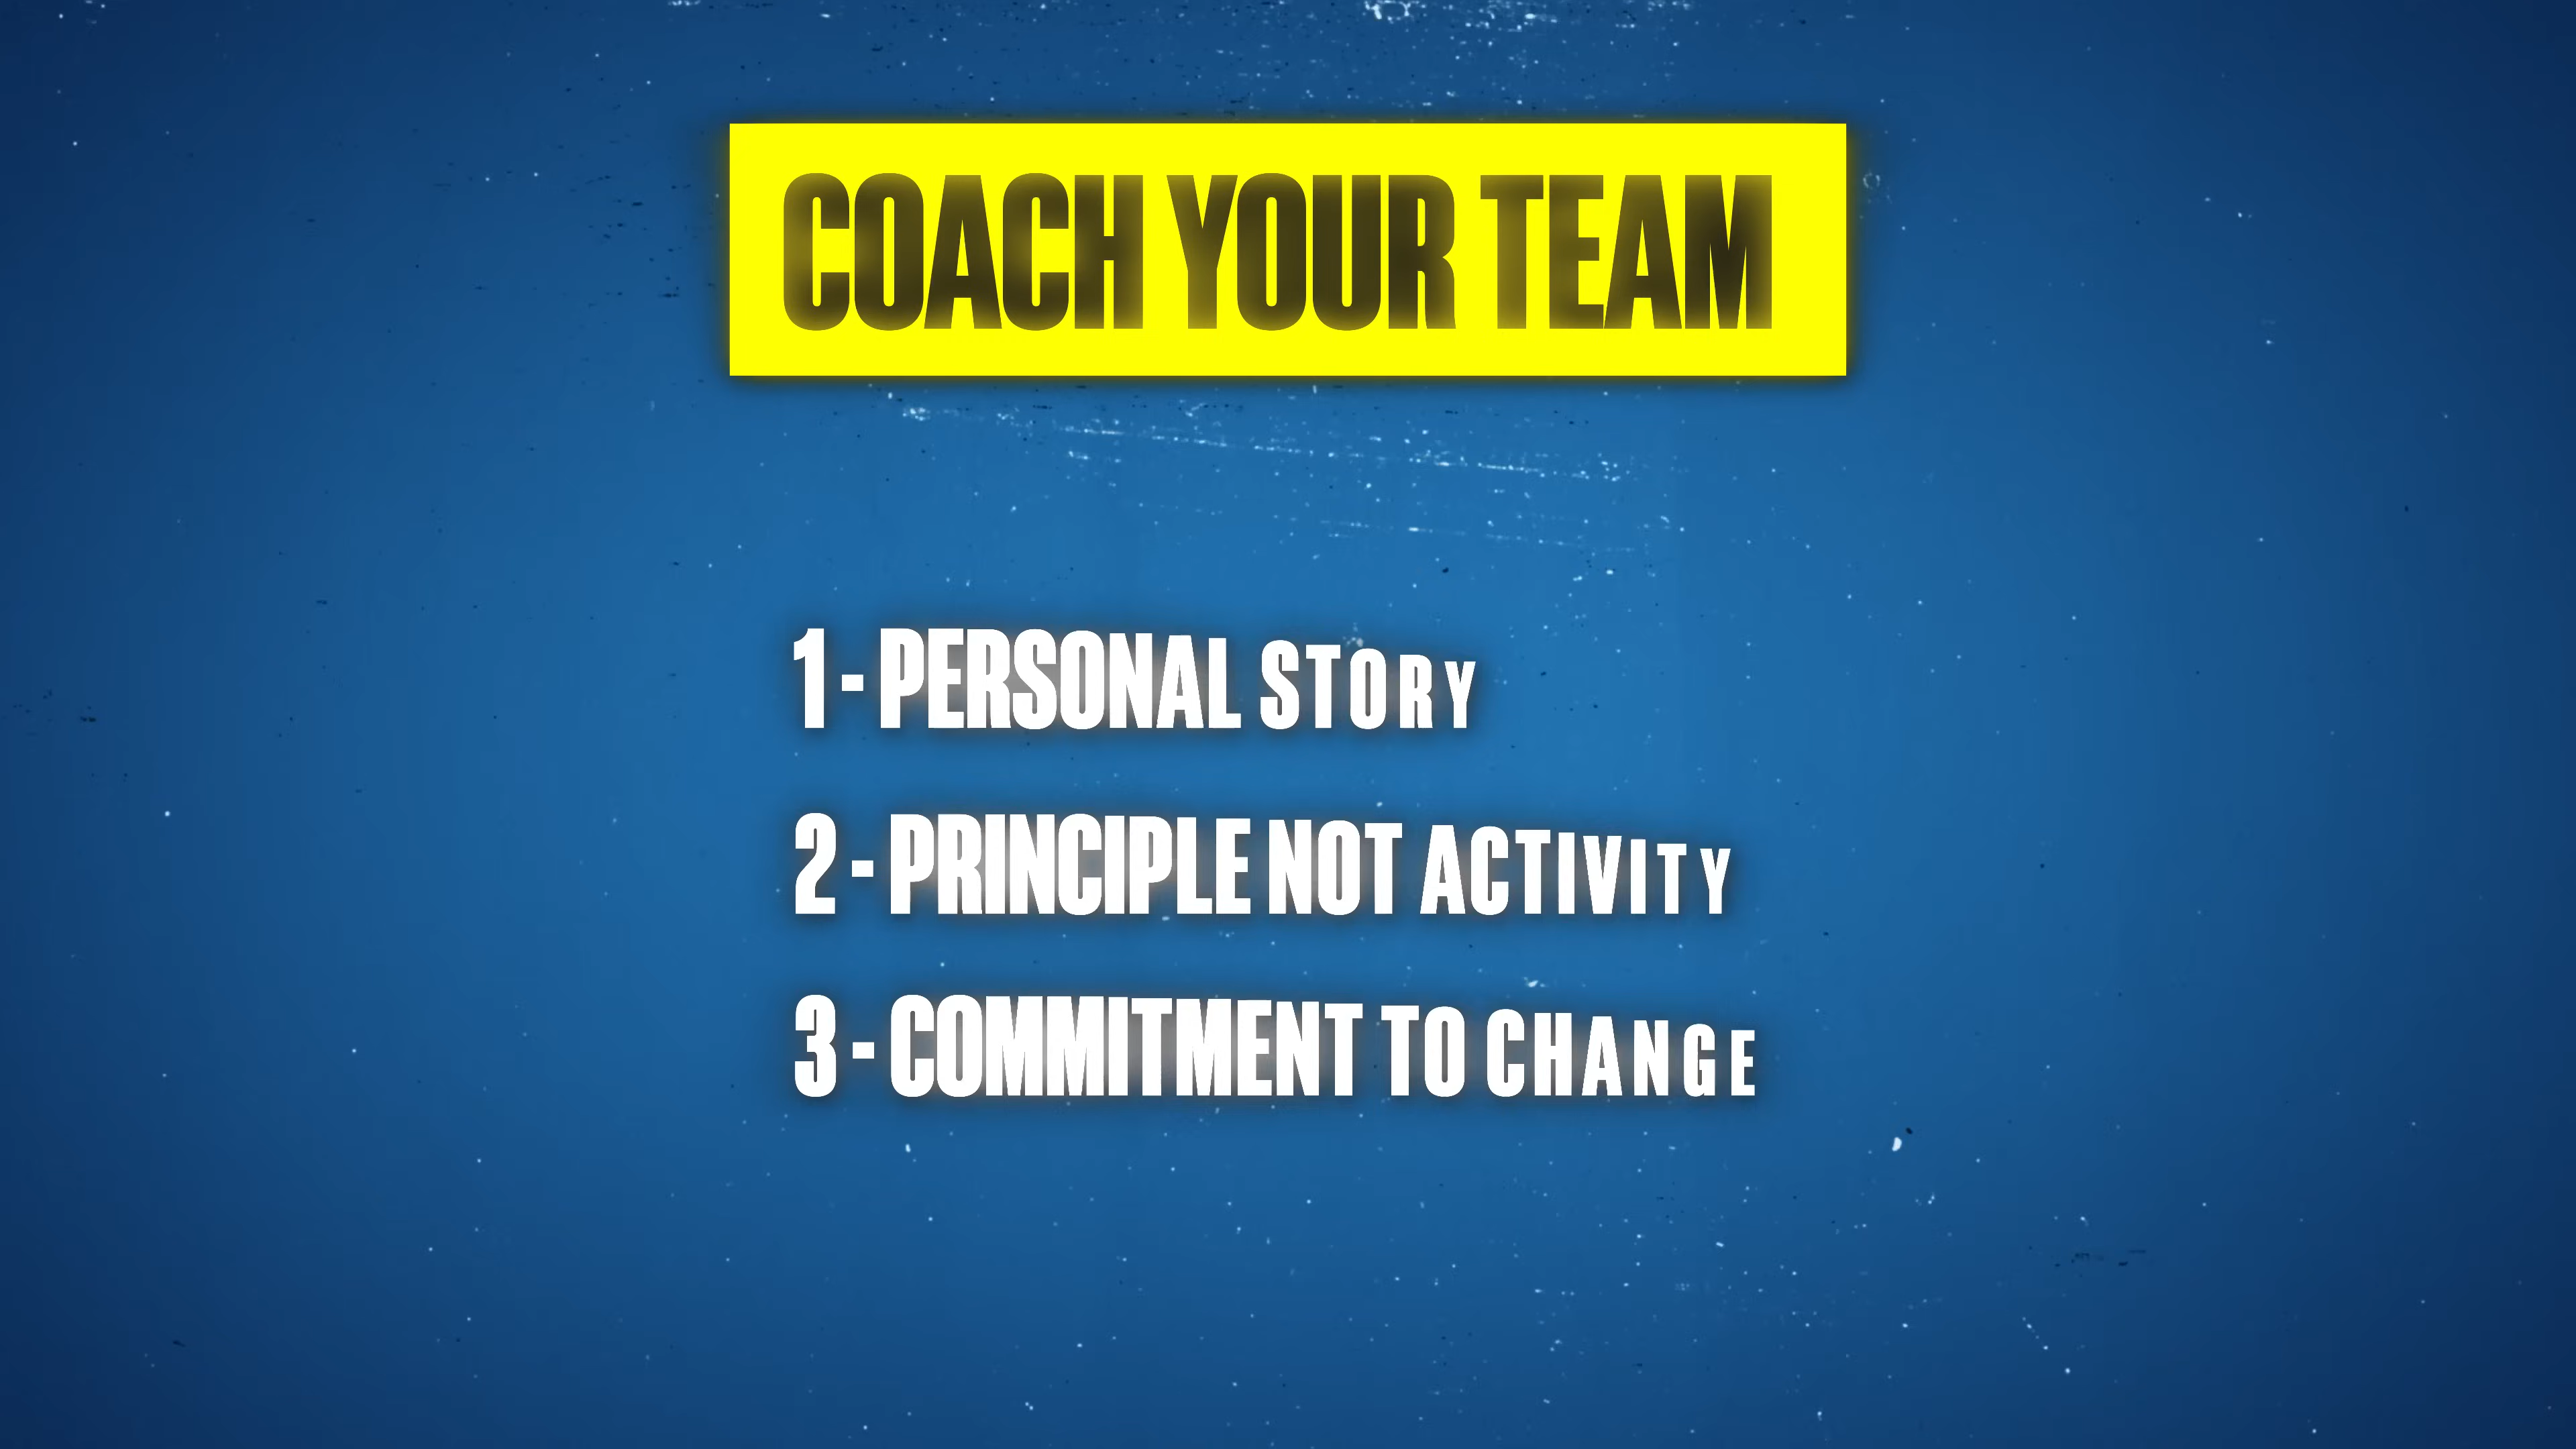 COACH YOUR TEAM
1 - PERSONAL STORY
2 - PRINCIPLE NOT ACTIVITY
3 - COMMITMENT TO CHANGE